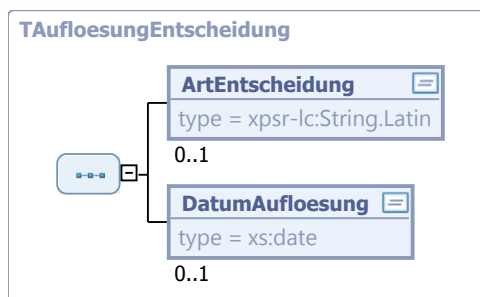 TAufloesungEntscheidung
ArtEntscheidung
type = xpsr-lc:String.Latin
0..1
DatumAufloesung
type = xs:date
0..1